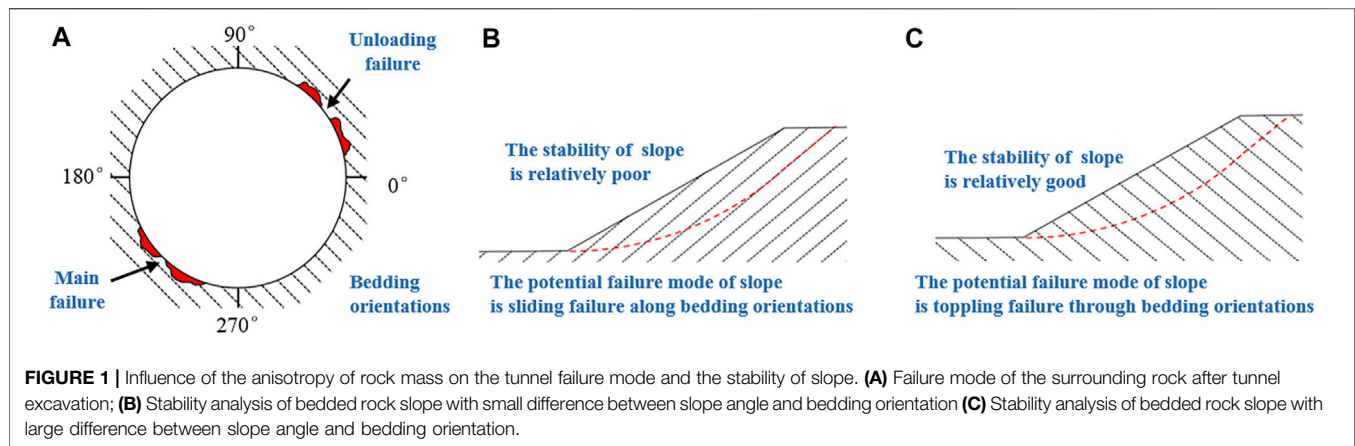 A
90°
Unloading
failure
180°
0°
Main
failure
Bedding
orientations
270°
B
The stability of slope
is relatively poor
The potential failure mode of slope
is sliding failure along bedding orientations
C
The stability of slope
is relatively good
The potential failure mode of slope
is toppling failure through bedding orientations
FIGURE 1 | Influence of the anisotropy of rock mass on the tunnel failure mode and the stability of slope. (A) Failure mode of the surrounding rock after tunnel
excavation; (B) Stability analysis of bedded rock slope with small difference between slope angle and bedding orientation (C) Stability analysis of bedded rock slope with
large difference between slope angle and bedding orientation.